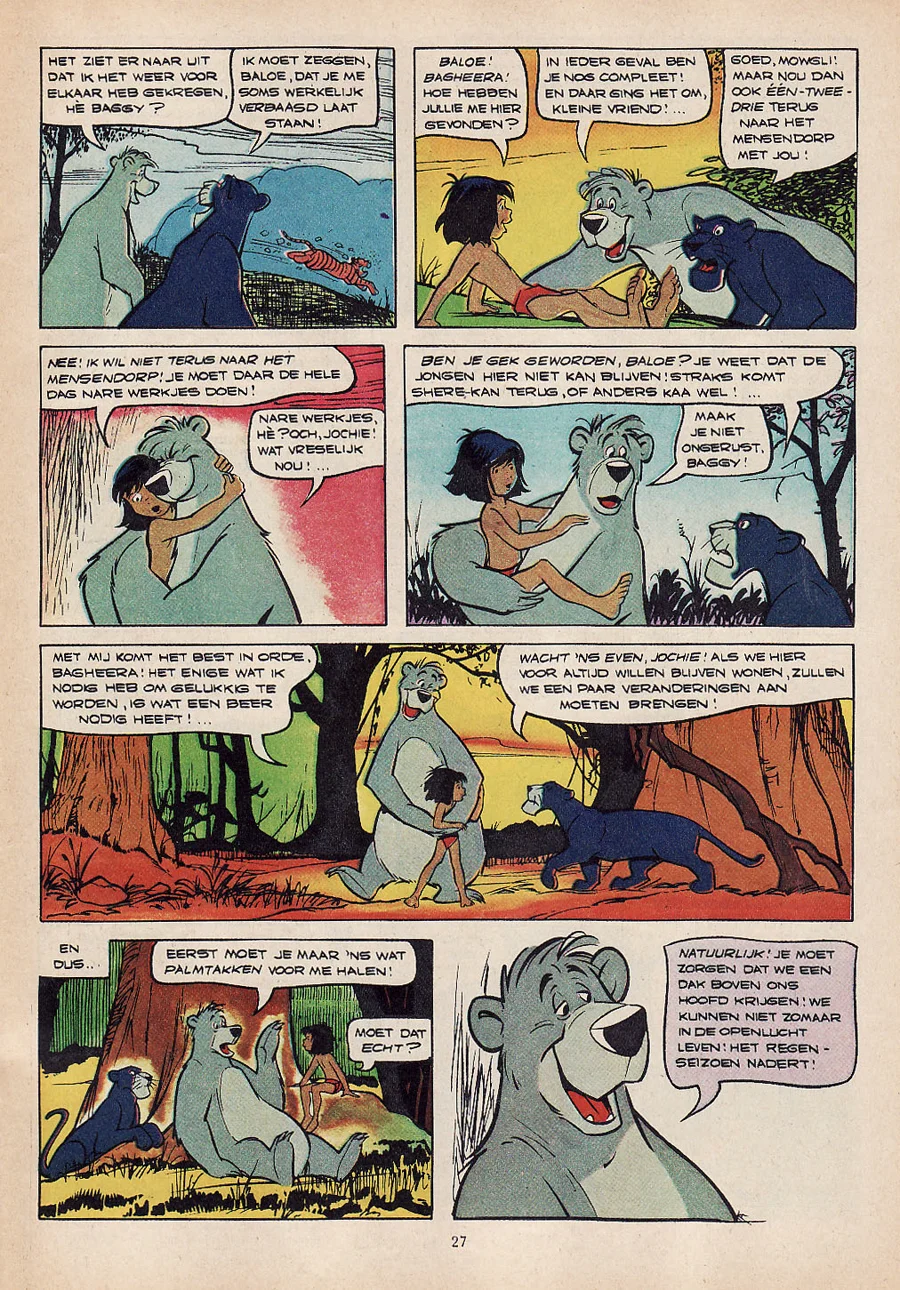 HET ZIET ER NAAR UIT
DAT IK HET WEER VOOR
ELKAAR HEB GEKREGEN,
HÈ BAGGY ?
IK MOET ZEGGEN,
BALOE, DAT JE ME
SOMS WERKELIJK
VERBAASD LAAT
STAAN!
BALOE!
BAGHEERA!
HOE HEBBEN
JULLIE ME HIER
GEVONDEN?
IN IEDER GEVAL BEN
JE NOG COMPLEET!
EN DAAR GING HET OM,
KLEINE VRIEND! ...
GOED, MOWGLI!
MAAR NOU DAN
OOK ÉÉN-TWEE-
DRIE TERUG
NAAR HET
MENSENDORP
MET JOU!
NEE! IK WIL NIET TERUG NAAR HET
MENSENDORP! JE MOET DAAR DE HELE
DAG NARE WERKJES DOEN!
NARE WERKJES,
HÈ? OCH, JOCHIE!
WAT VRESELIJK
NOU! ...
BEN JE GEK GEWORDEN, BALOE? JE WEET DAT DE
JONGEN HIER NIET KAN BLIJVEN! STRAKS KOMT
SHERE-KAN TERUG, OF ANDERS KAA WEL! ...
MAAK
JE NIET
ONGERUST,
BAGGY!
MET MIJ KOMT HET BEST IN ORDE,
BAGHEERA! HET ENIGE WAT IK
NODIG HEB OM GELUKKIG TE
WORDEN, IS WAT EEN BEER
NODIG HEEFT! ...
WACHT 'NS EVEN, JOCHIE! ALS WE HIER
VOOR ALTIJD WILLEN BLIJVEN WONEN, ZULLEN
WE EEN PAAR VERANDERINGEN AAN
MOETEN BRENGEN!
EN
DUS...
EERST MOET JE MAAR 'NS WAT
PALMTAKKEN VOOR ME HALEN!
MOET DAT
ECHT?
NATUURLIJK! JE MOET
ZORGEN DAT WE EEN
DAK BOVEN ONS
HOOFD KRIJGEN! WE
KUNNEN NIET ZOMAAR
IN DE OPENLUCHT
LEVEN! HET REGEN-
SEIZOEN NADERT!
27